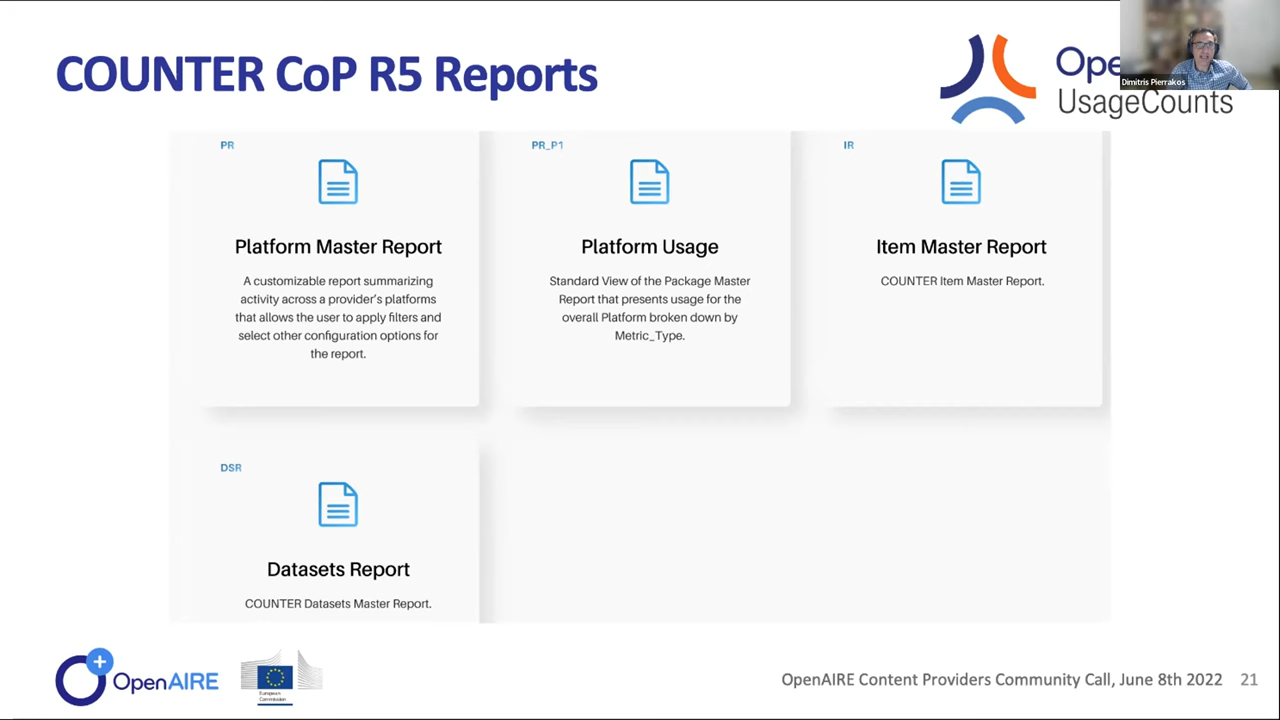 COUNTER CoP R5 Reports
Ope
UsageCounts
Dimitris Pierrakos
PR
Platform Master Report
A customizable report summarizing
activity across a provider's platforms
that allows the user to apply filters and
select other configuration options for
the report.
PR_P1
Platform Usage
Standard View of the Package Master
Report that presents usage for the
overall Platform broken down by
Metric_Type.
IR
Item Master Report
COUNTER Item Master Report.
DSR
Datasets Report
COUNTER Datasets Master Report.
OpenAIRE
European
Commission
OpenAIRE Content Providers Community Call, June 8th 2022
21